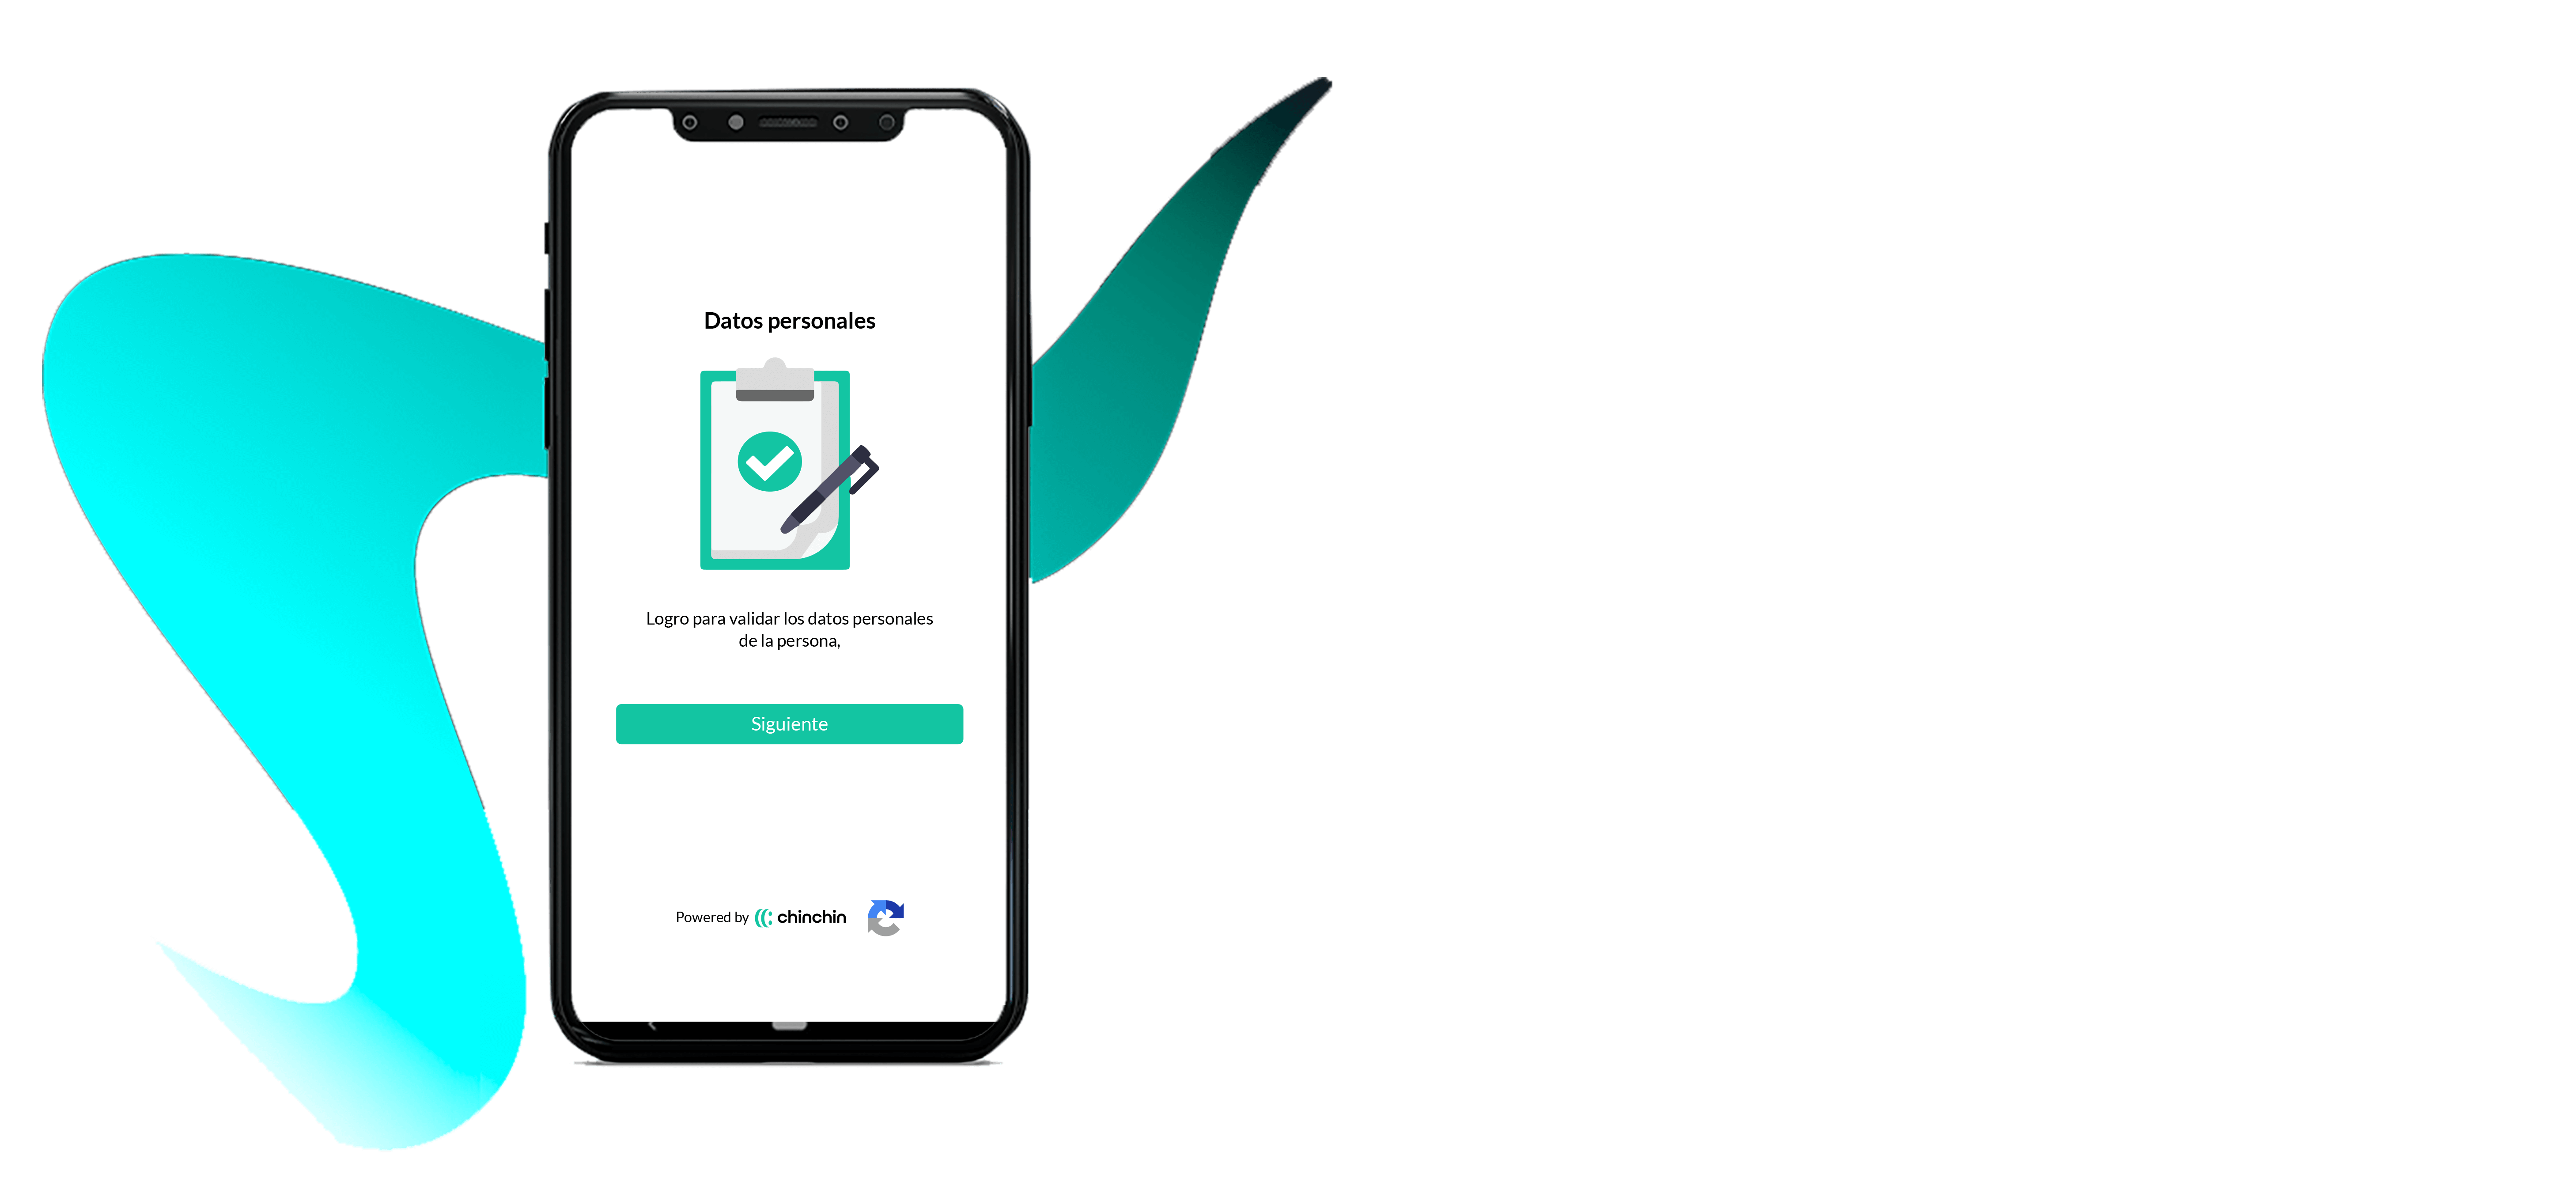 Datos personales
Logro para validar los datos personales
de la persona,
Siguiente
Powered by chinchin